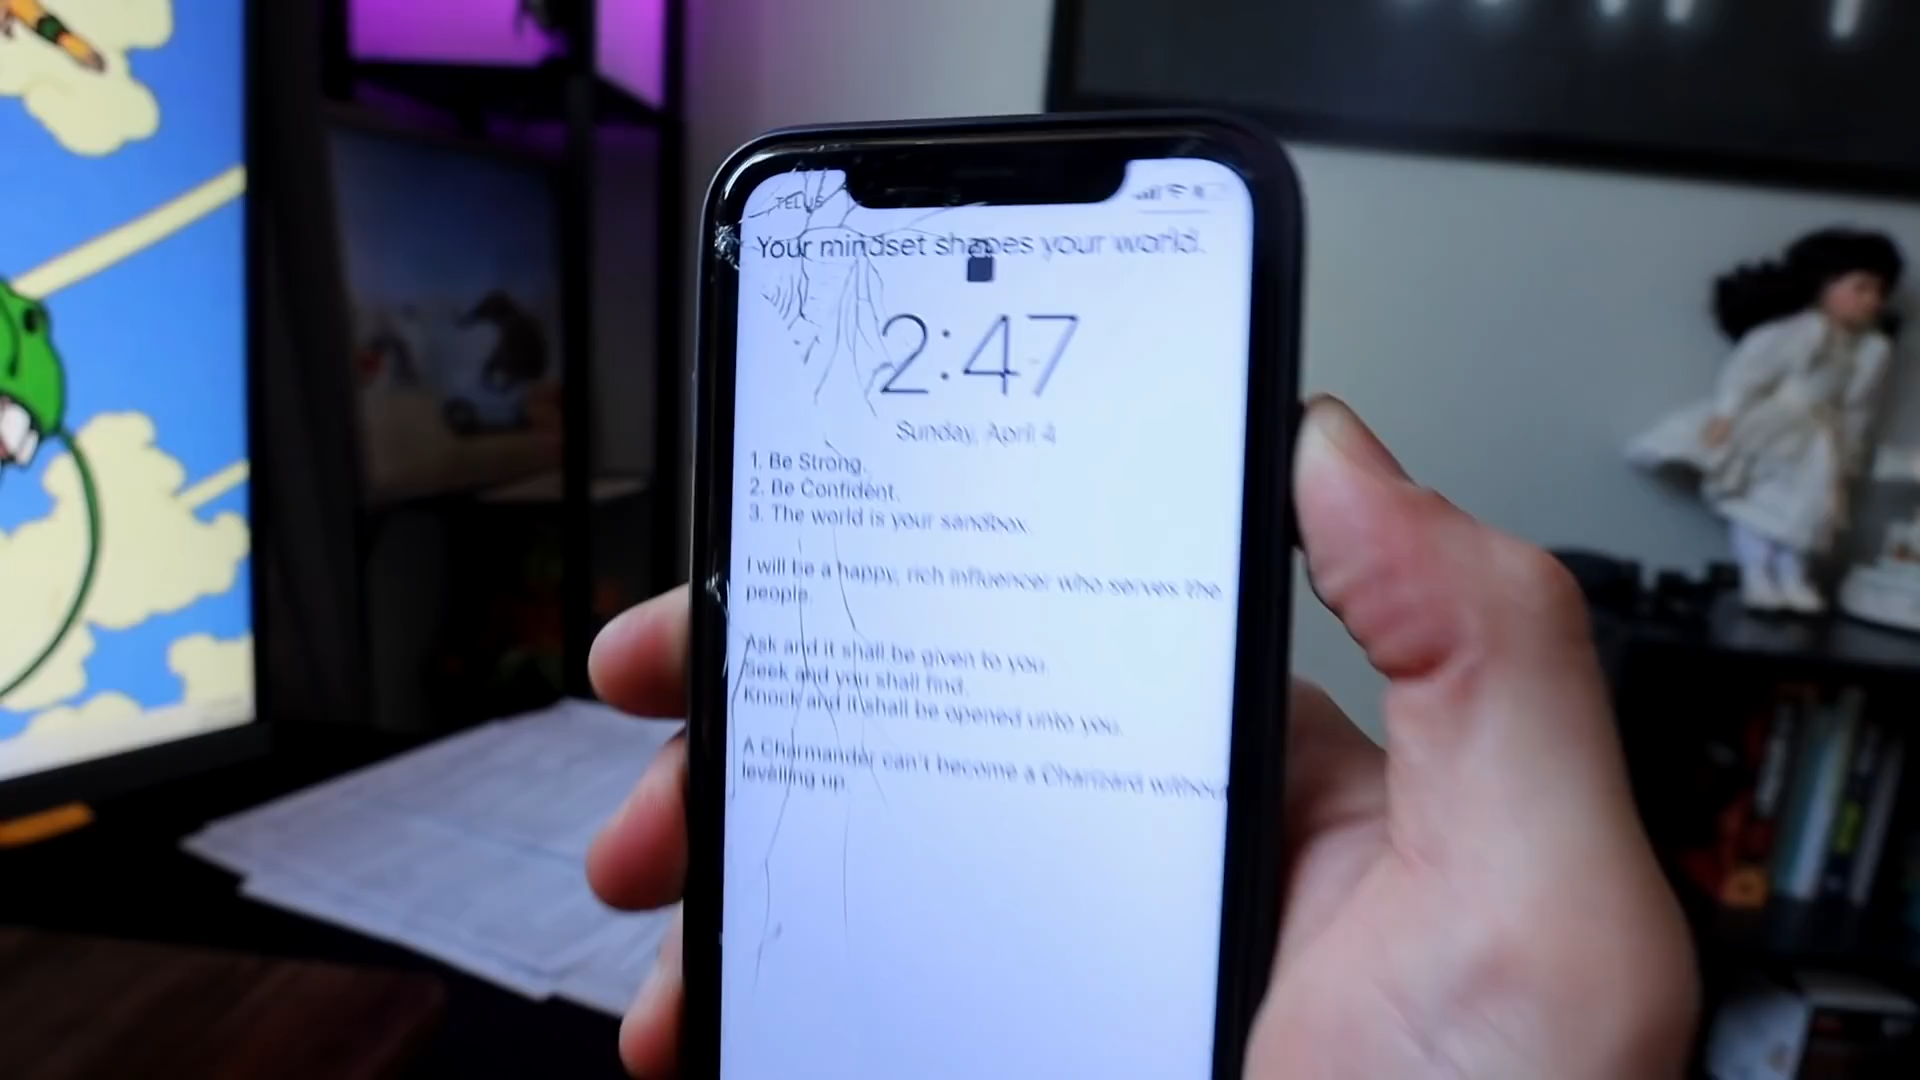 TELUS
Your mindset shapes your world.
2:47
Sunday, April 4
1. Be Strong.
2. Be Confident.
3. The world is your sandbox.
I will be a happy, rich influencer who serves the
people.
Ask and it shall be given to you.
Seek and you shall find.
Knock and it shall be opened unto you.
A Charmander can't become a Charizard without
levelling up.